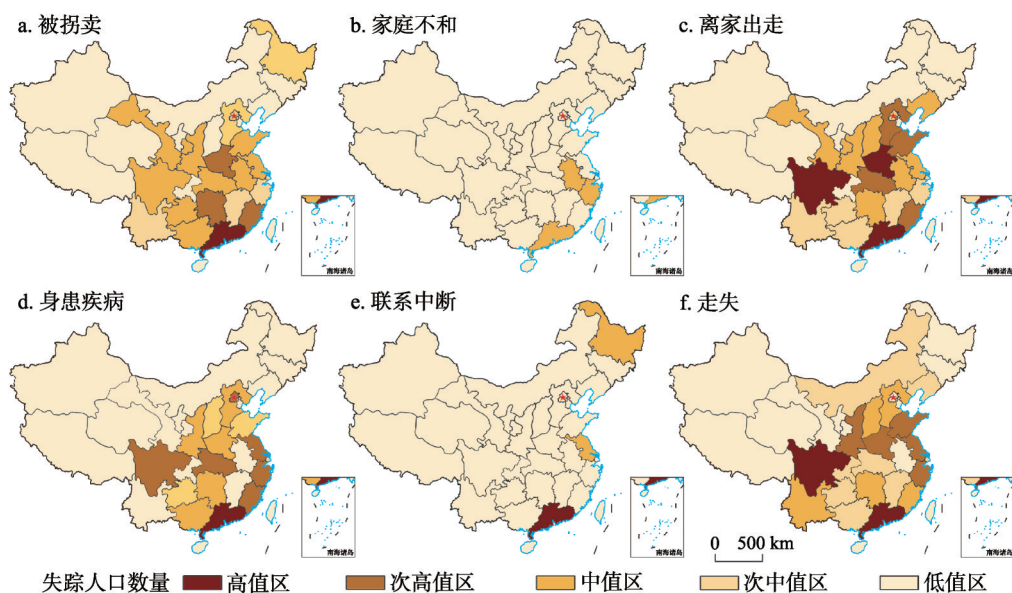 a. 被拐卖
b. 家庭不和
c. 离家出走
南海诸岛
南海诸岛
南海诸岛
d. 身患疾病
e. 联系中断
f. 走失
南海诸岛
南海诸岛
南海诸岛
0 500 km
失踪人口数量 高值区 次高值区 中值区 次中值区 低值区